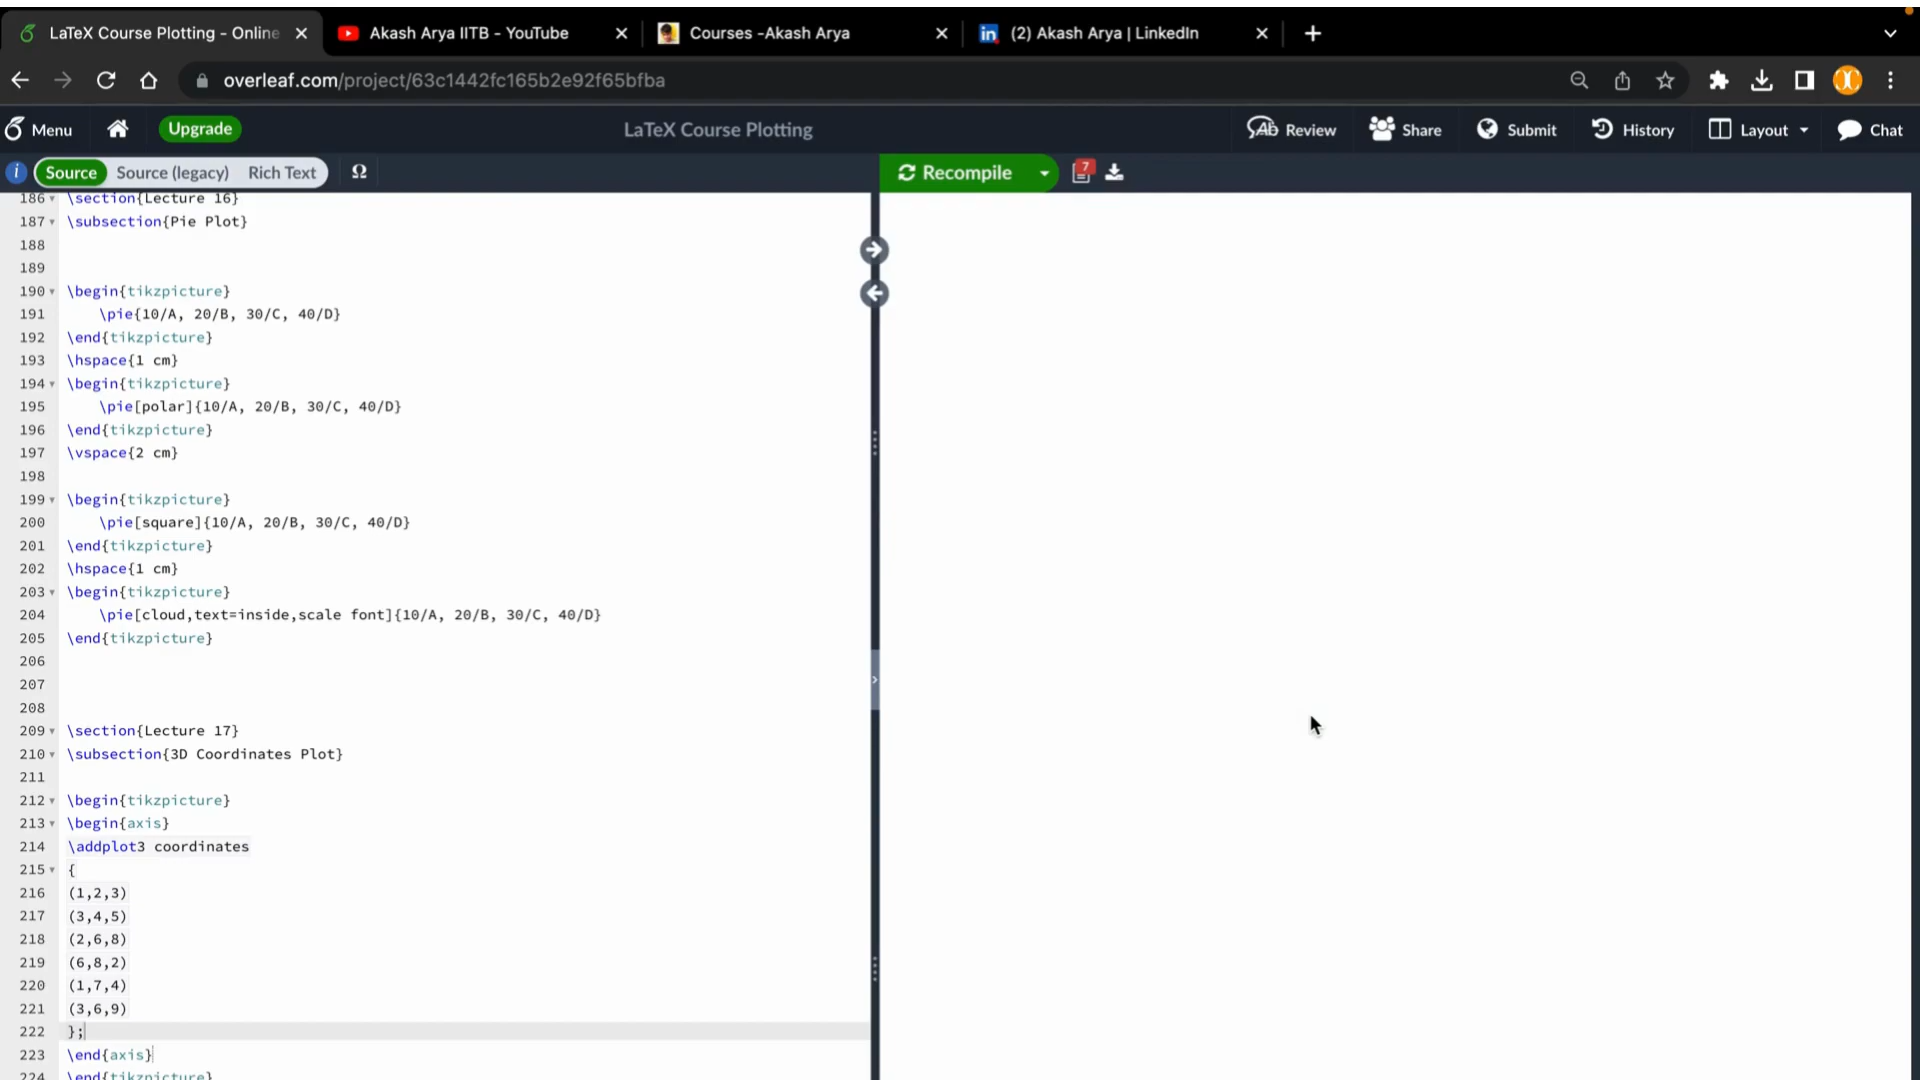 LaTeX Course Plotting - Online
Akash Arya IITB - YouTube
Courses -Akash Arya
(2) Akash Arya | LinkedIn
overleaf.com/project/63c1442fc165b2e92f65bfba
Menu
Upgrade
LaTeX Course Plotting
Review
Share
Submit
History
Layout
Chat
Source
Source (legacy)
Rich Text
Ω
Recompile
7
186 \section{Lecture 16}
187 \subsection{Pie Plot}
188
189
190 \begin{tikzpicture}
191 \pie{10/A, 20/B, 30/C, 40/D}
192 \end{tikzpicture}
193 \hspace{1 cm}
194 \begin{tikzpicture}
195 \pie[polar]{10/A, 20/B, 30/C, 40/D}
196 \end{tikzpicture}
197 \vspace{2 cm}
198
199 \begin{tikzpicture}
200 \pie[square]{10/A, 20/B, 30/C, 40/D}
201 \end{tikzpicture}
202 \hspace{1 cm}
203 \begin{tikzpicture}
204 \pie[cloud,text=inside,scale font]{10/A, 20/B, 30/C, 40/D}
205 \end{tikzpicture}
206
207
208
209 \section{Lecture 17}
210 \subsection{3D Coordinates Plot}
211
212 \begin{tikzpicture}
213 \begin{axis}
214 \addplot3 coordinates
215 {
216 (1,2,3)
217 (3,4,5)
218 (2,6,8)
219 (6,8,2)
220 (1,7,4)
221 (3,6,9)
222 };
223 \end{axis}
224 \end{tikzpicture}